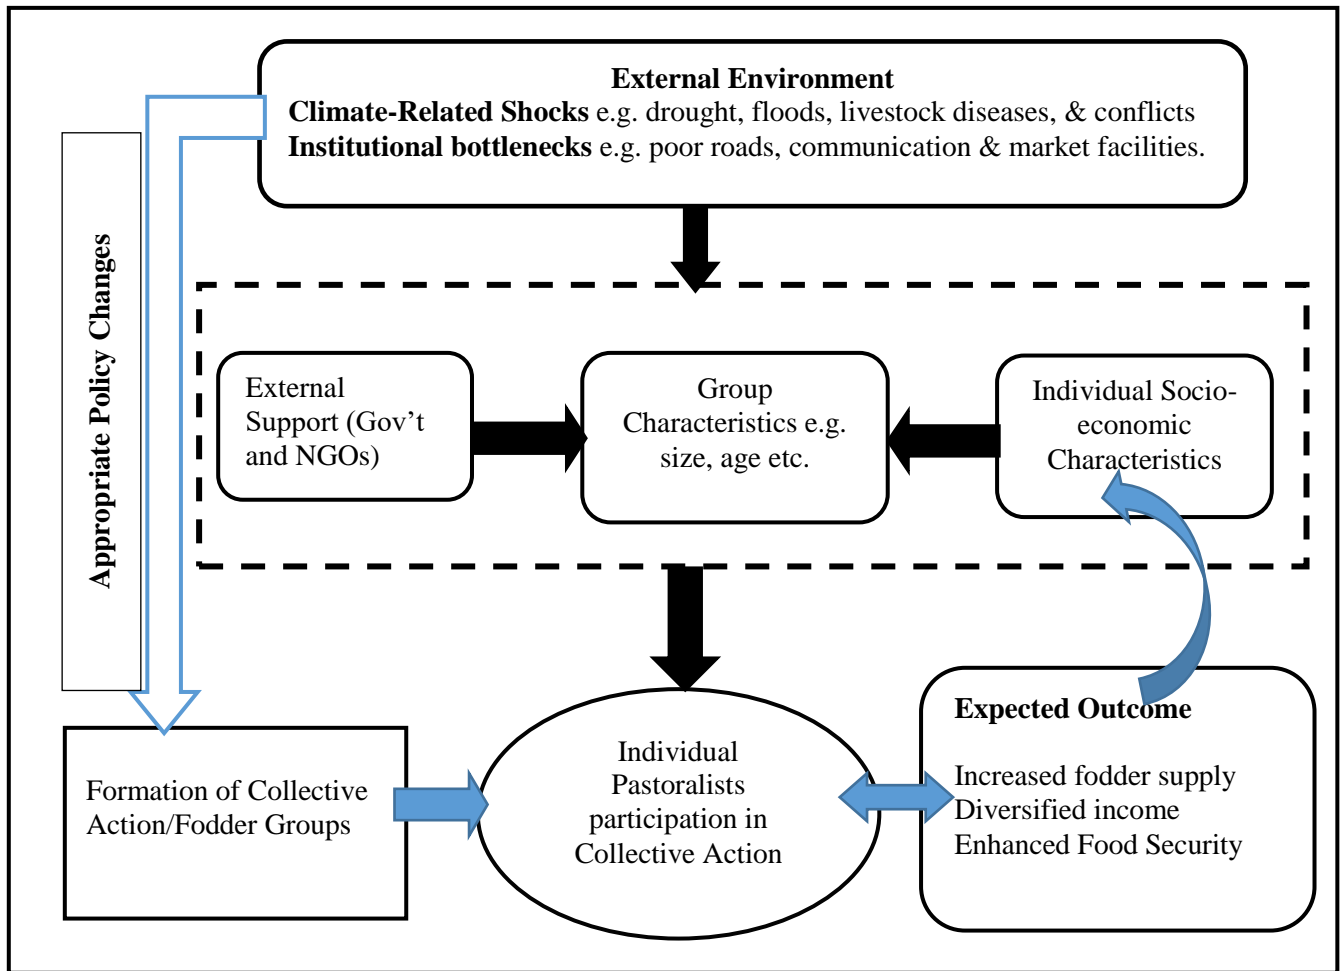 External Environment
Climate-Related Shocks e.g. drought, floods, livestock diseases, & conflicts
Institutional bottlenecks e.g. poor roads, communication & market facilities.
Appropriate Policy Changes
External
Support (Gov’t
and NGOs)
Group
Characteristics e.g.
size, age etc.
Individual Socio-
economic
Characteristics
Formation of Collective
Action/Fodder Groups
Individual
Pastoralists
participation in
Collective Action
Expected Outcome
Increased fodder supply
Diversified income
Enhanced Food Security